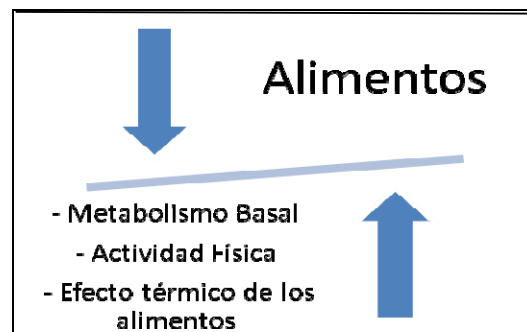 Alimentos
- Metabolismo Basal
- Actividad Física
- Efecto térmico de los
alimentos